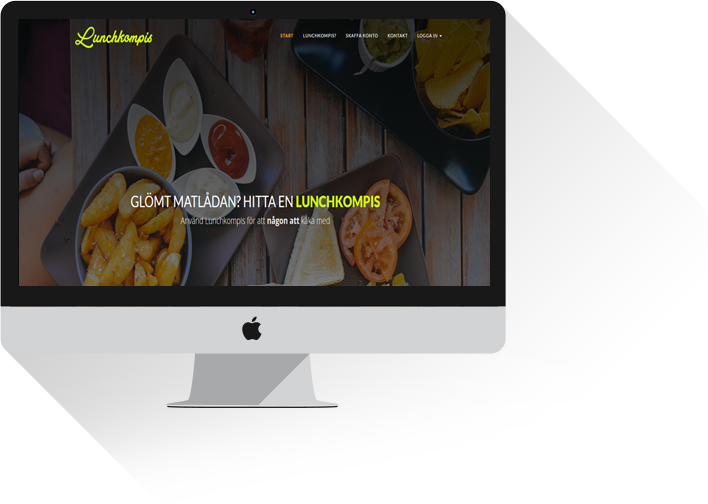 Lunchkompis
START LUNCHKOMPIS? SKAFFA KONTO KONTAKT LOGGA IN
GLÖMT MATLÅDAN? HITTA EN LUNCHKOMPIS
Använd Lunchkompis för att någon att käka med